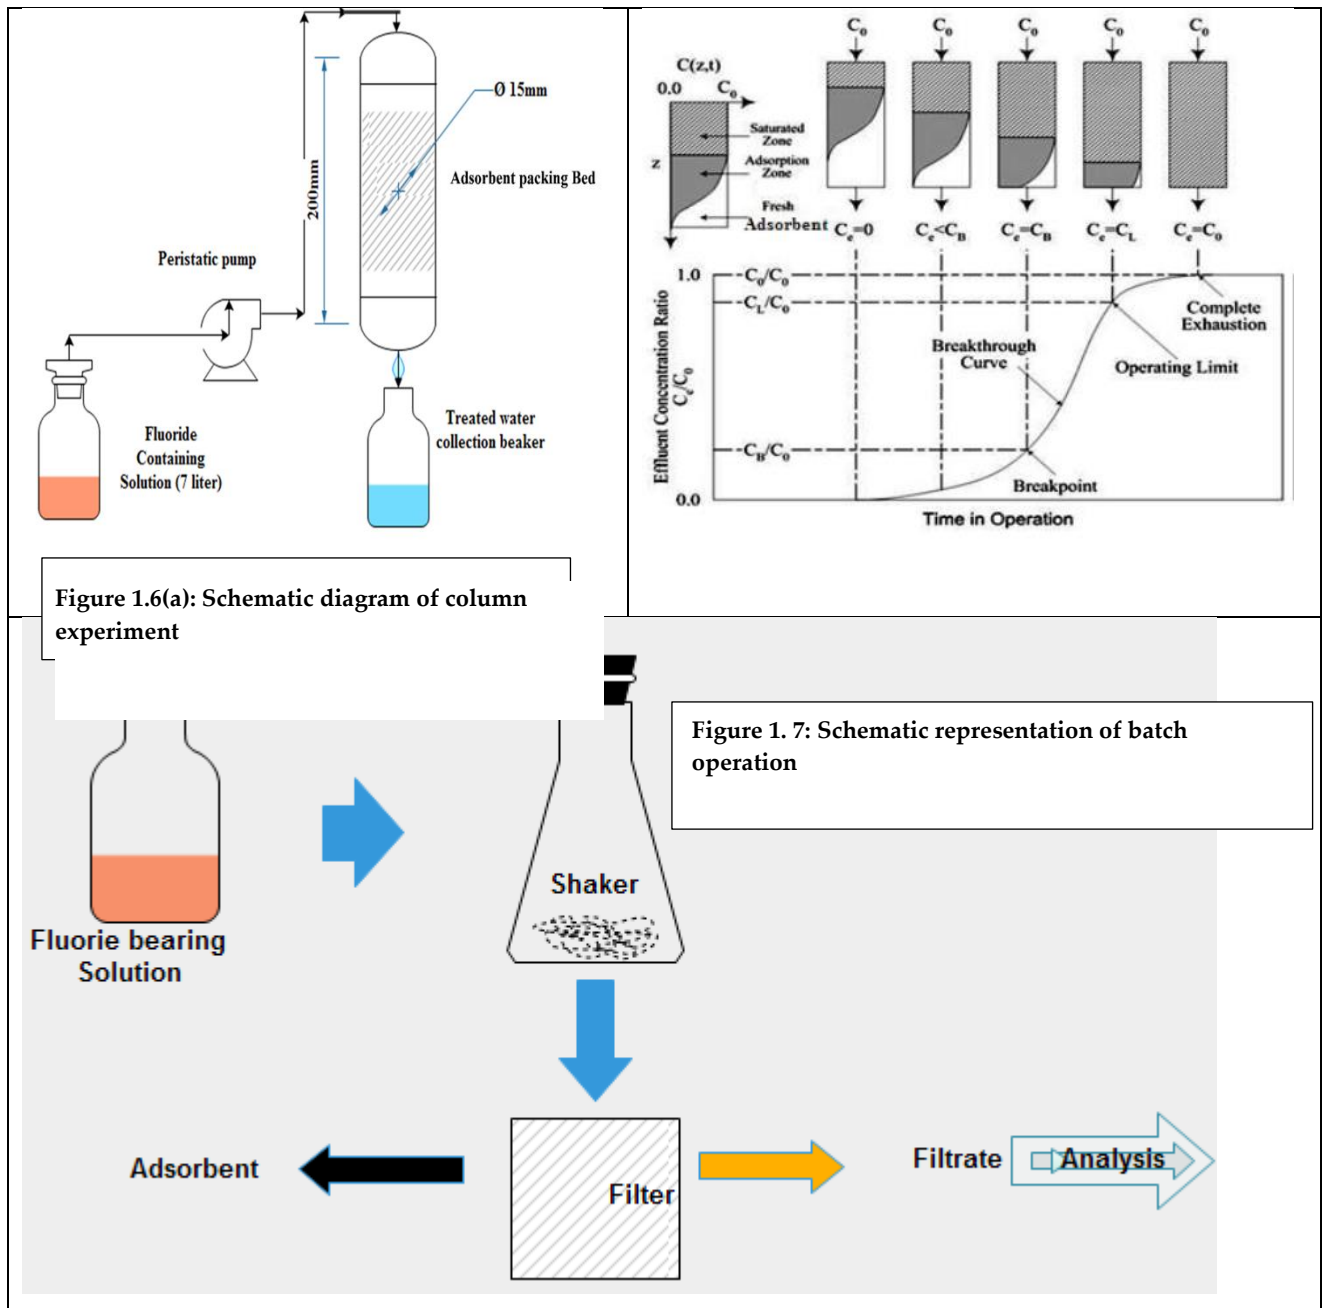 Ø 15mm
200mm
Adsorbent packing Bed
Peristatic pump
Fluoride
Containing
Solution (7 liter)
Treated water
collection beaker
Figure 1.6(a): Schematic diagram of column
experiment
C₀ C₀ C₀ C₀ C₀
C(z,t)
0.0 C₀
Saturated
Zone
z
Adsorption
Zone
Fresh
Adsorbent
Cₑ=0 Cₑ<C_B Cₑ=C_B Cₑ=C_L Cₑ=C₀
1.0
C₀/C₀
C_L/C₀
Complete
Exhaustion
Breakthrough
Curve
Operating Limit
Effluent Concentration Ratio
Cₑ/C₀
C_B/C₀
Breakpoint
0.0
Time in Operation
Figure 1. 7: Schematic representation of batch
operation
Shaker
Fluorie bearing
Solution
Adsorbent
Filter
Filtrate
Analysis